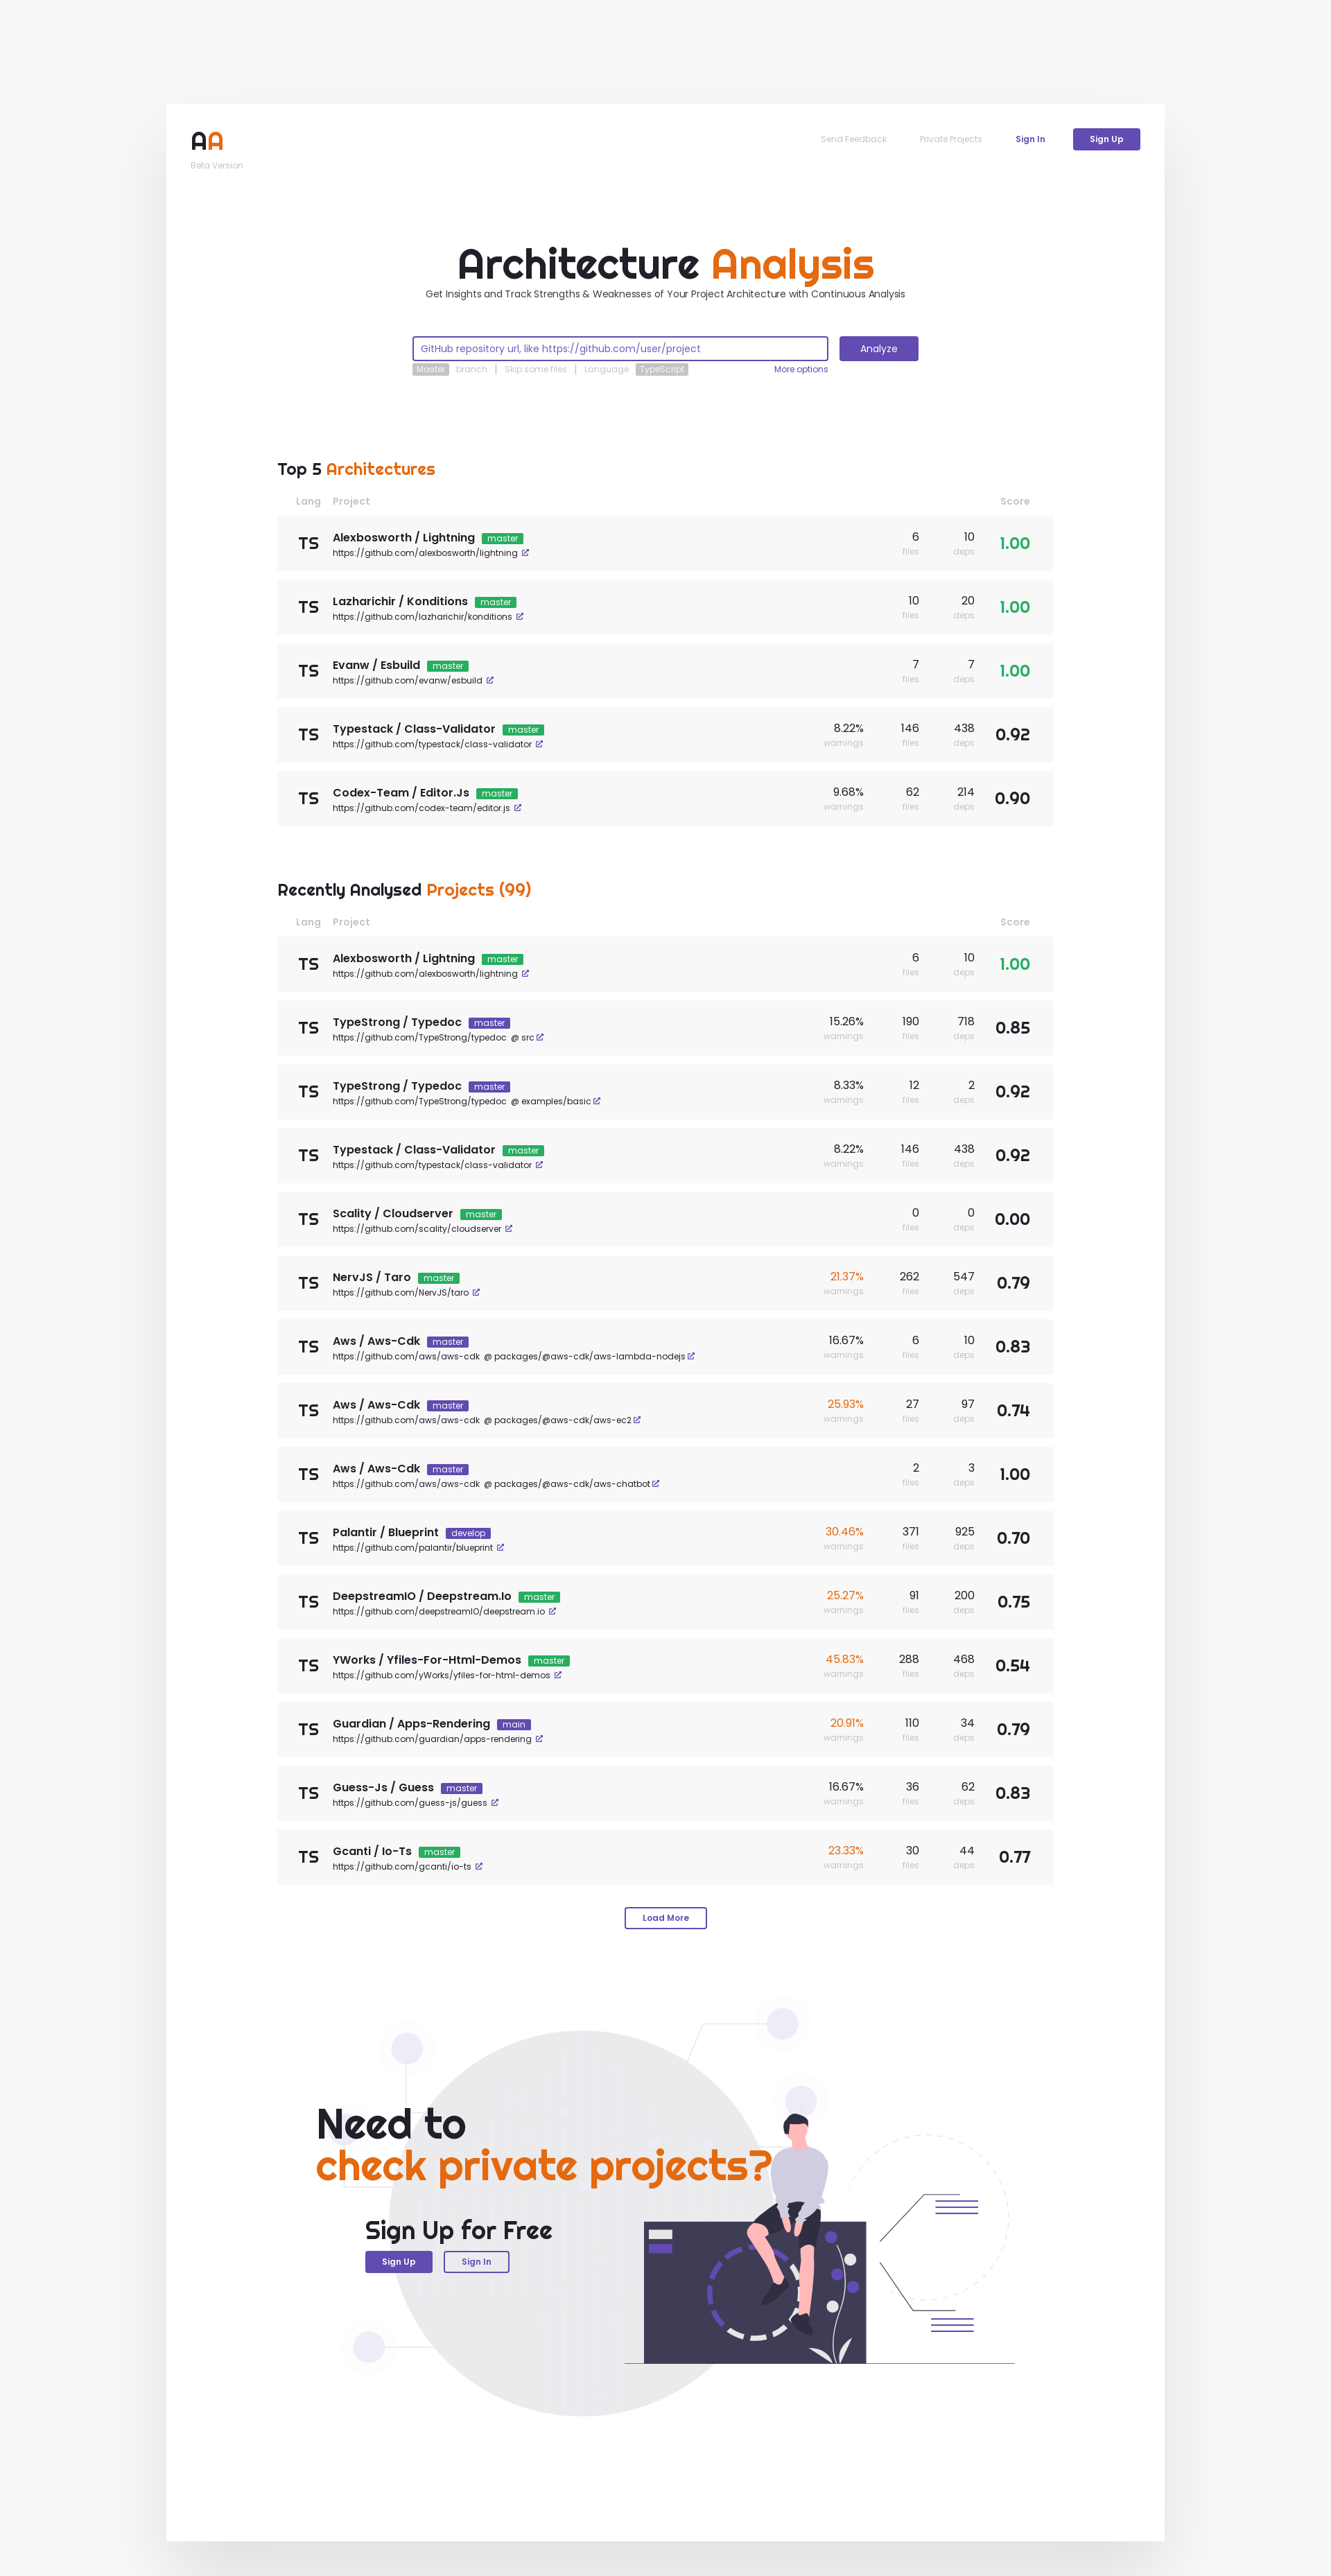 AA
Beta Version
Send Feedback Private Projects Sign In Sign Up
Architecture Analysis
Get Insights and Track Strengths & Weaknesses of Your Project Architecture with Continuous Analysis
GitHub repository url, like https://github.com/user/project Analyze
Master branch | Skip some files | Language TypeScript More options
Top 5 Architectures
Lang Project Score
TS Alexbosworth / Lightning master 6 10 1.00
https://github.com/alexbosworth/lightning files deps
TS Lazharichir / Konditions master 10 20 1.00
https://github.com/lazharichir/konditions files deps
TS Evanw / Esbuild master 7 7 1.00
https://github.com/evanw/esbuild files deps
TS Typestack / Class-Validator master 8.22% 146 438 0.92
https://github.com/typestack/class-validator warnings files deps
TS Codex-Team / Editor.Js master 9.68% 62 214 0.90
https://github.com/codex-team/editor.js warnings files deps
Recently Analysed Projects (99)
Lang Project Score
TS Alexbosworth / Lightning master 6 10 1.00
https://github.com/alexbosworth/lightning files deps
TS TypeStrong / Typedoc master 15.26% 190 718 0.85
https://github.com/TypeStrong/typedoc @ src warnings files deps
TS TypeStrong / Typedoc master 8.33% 12 2 0.92
https://github.com/TypeStrong/typedoc @ examples/basic warnings files deps
TS Typestack / Class-Validator master 8.22% 146 438 0.92
https://github.com/typestack/class-validator warnings files deps
TS Scality / Cloudserver master 0 0 0.00
https://github.com/scality/cloudserver files deps
TS NervJS / Taro master 21.37% 262 547 0.79
https://github.com/NervJS/taro warnings files deps
TS Aws / Aws-Cdk master 16.67% 6 10 0.83
https://github.com/aws/aws-cdk @ packages/@aws-cdk/aws-lambda-nodejs warnings files deps
TS Aws / Aws-Cdk master 25.93% 27 97 0.74
https://github.com/aws/aws-cdk @ packages/@aws-cdk/aws-ec2 warnings files deps
TS Aws / Aws-Cdk master 2 3 1.00
https://github.com/aws/aws-cdk @ packages/@aws-cdk/aws-chatbot files deps
TS Palantir / Blueprint develop 30.46% 371 925 0.70
https://github.com/palantir/blueprint warnings files deps
TS DeepstreamIO / Deepstream.Io master 25.27% 91 200 0.75
https://github.com/deepstreamIO/deepstream.io warnings files deps
TS YWorks / Yfiles-For-Html-Demos master 45.83% 288 468 0.54
https://github.com/yWorks/yfiles-for-html-demos warnings files deps
TS Guardian / Apps-Rendering main 20.91% 110 34 0.79
https://github.com/guardian/apps-rendering warnings files deps
TS Guess-Js / Guess master 16.67% 36 62 0.83
https://github.com/guess-js/guess warnings files deps
TS Gcanti / Io-Ts master 23.33% 30 44 0.77
https://github.com/gcanti/io-ts warnings files deps
Load More
Need to
check private projects?
Sign Up for Free
Sign Up Sign In